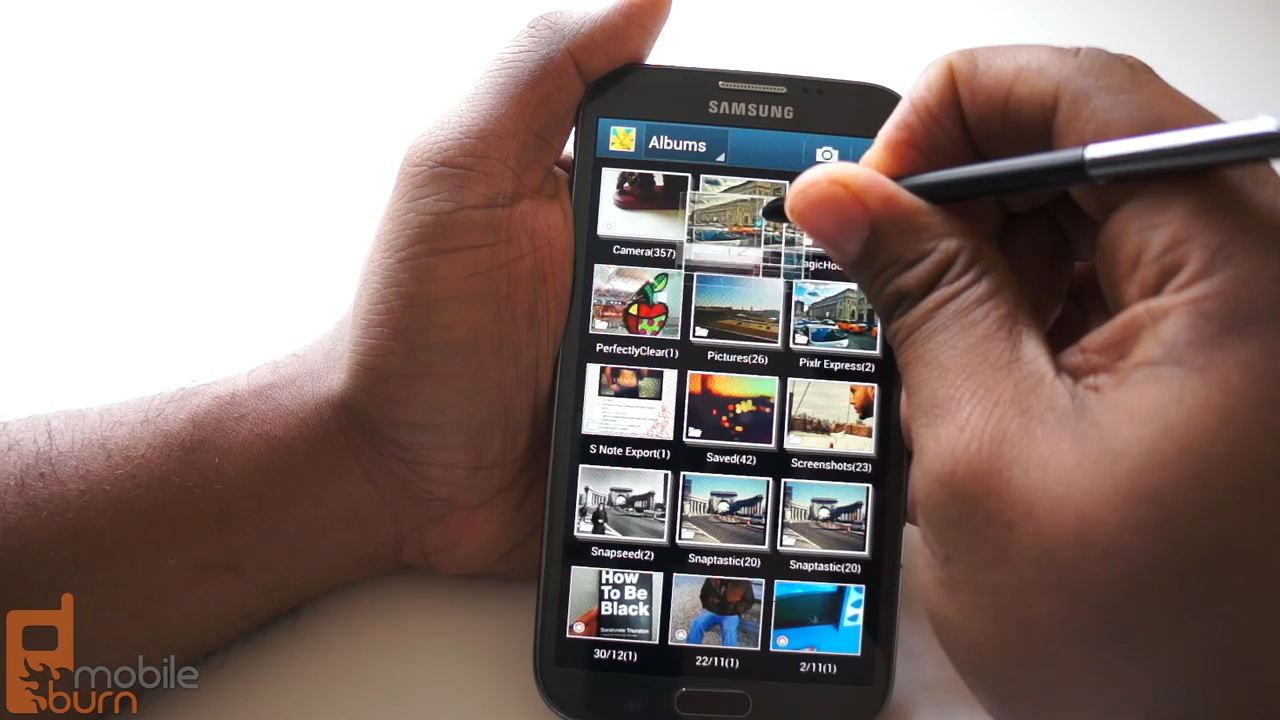 SAMSUNG
Albums
Camera(357)
PerfectlyClear(1)
Pictures(26)
Pixlr Express(2)
S Note Export(1)
Saved(42)
Screenshots(23)
Snapseed(2)
Snaptastic(20)
Snaptastic(20)
How
To Be
Black
Baratunde Thurston
30/12(1)
22/11(1)
2/11(1)
mobile
burn